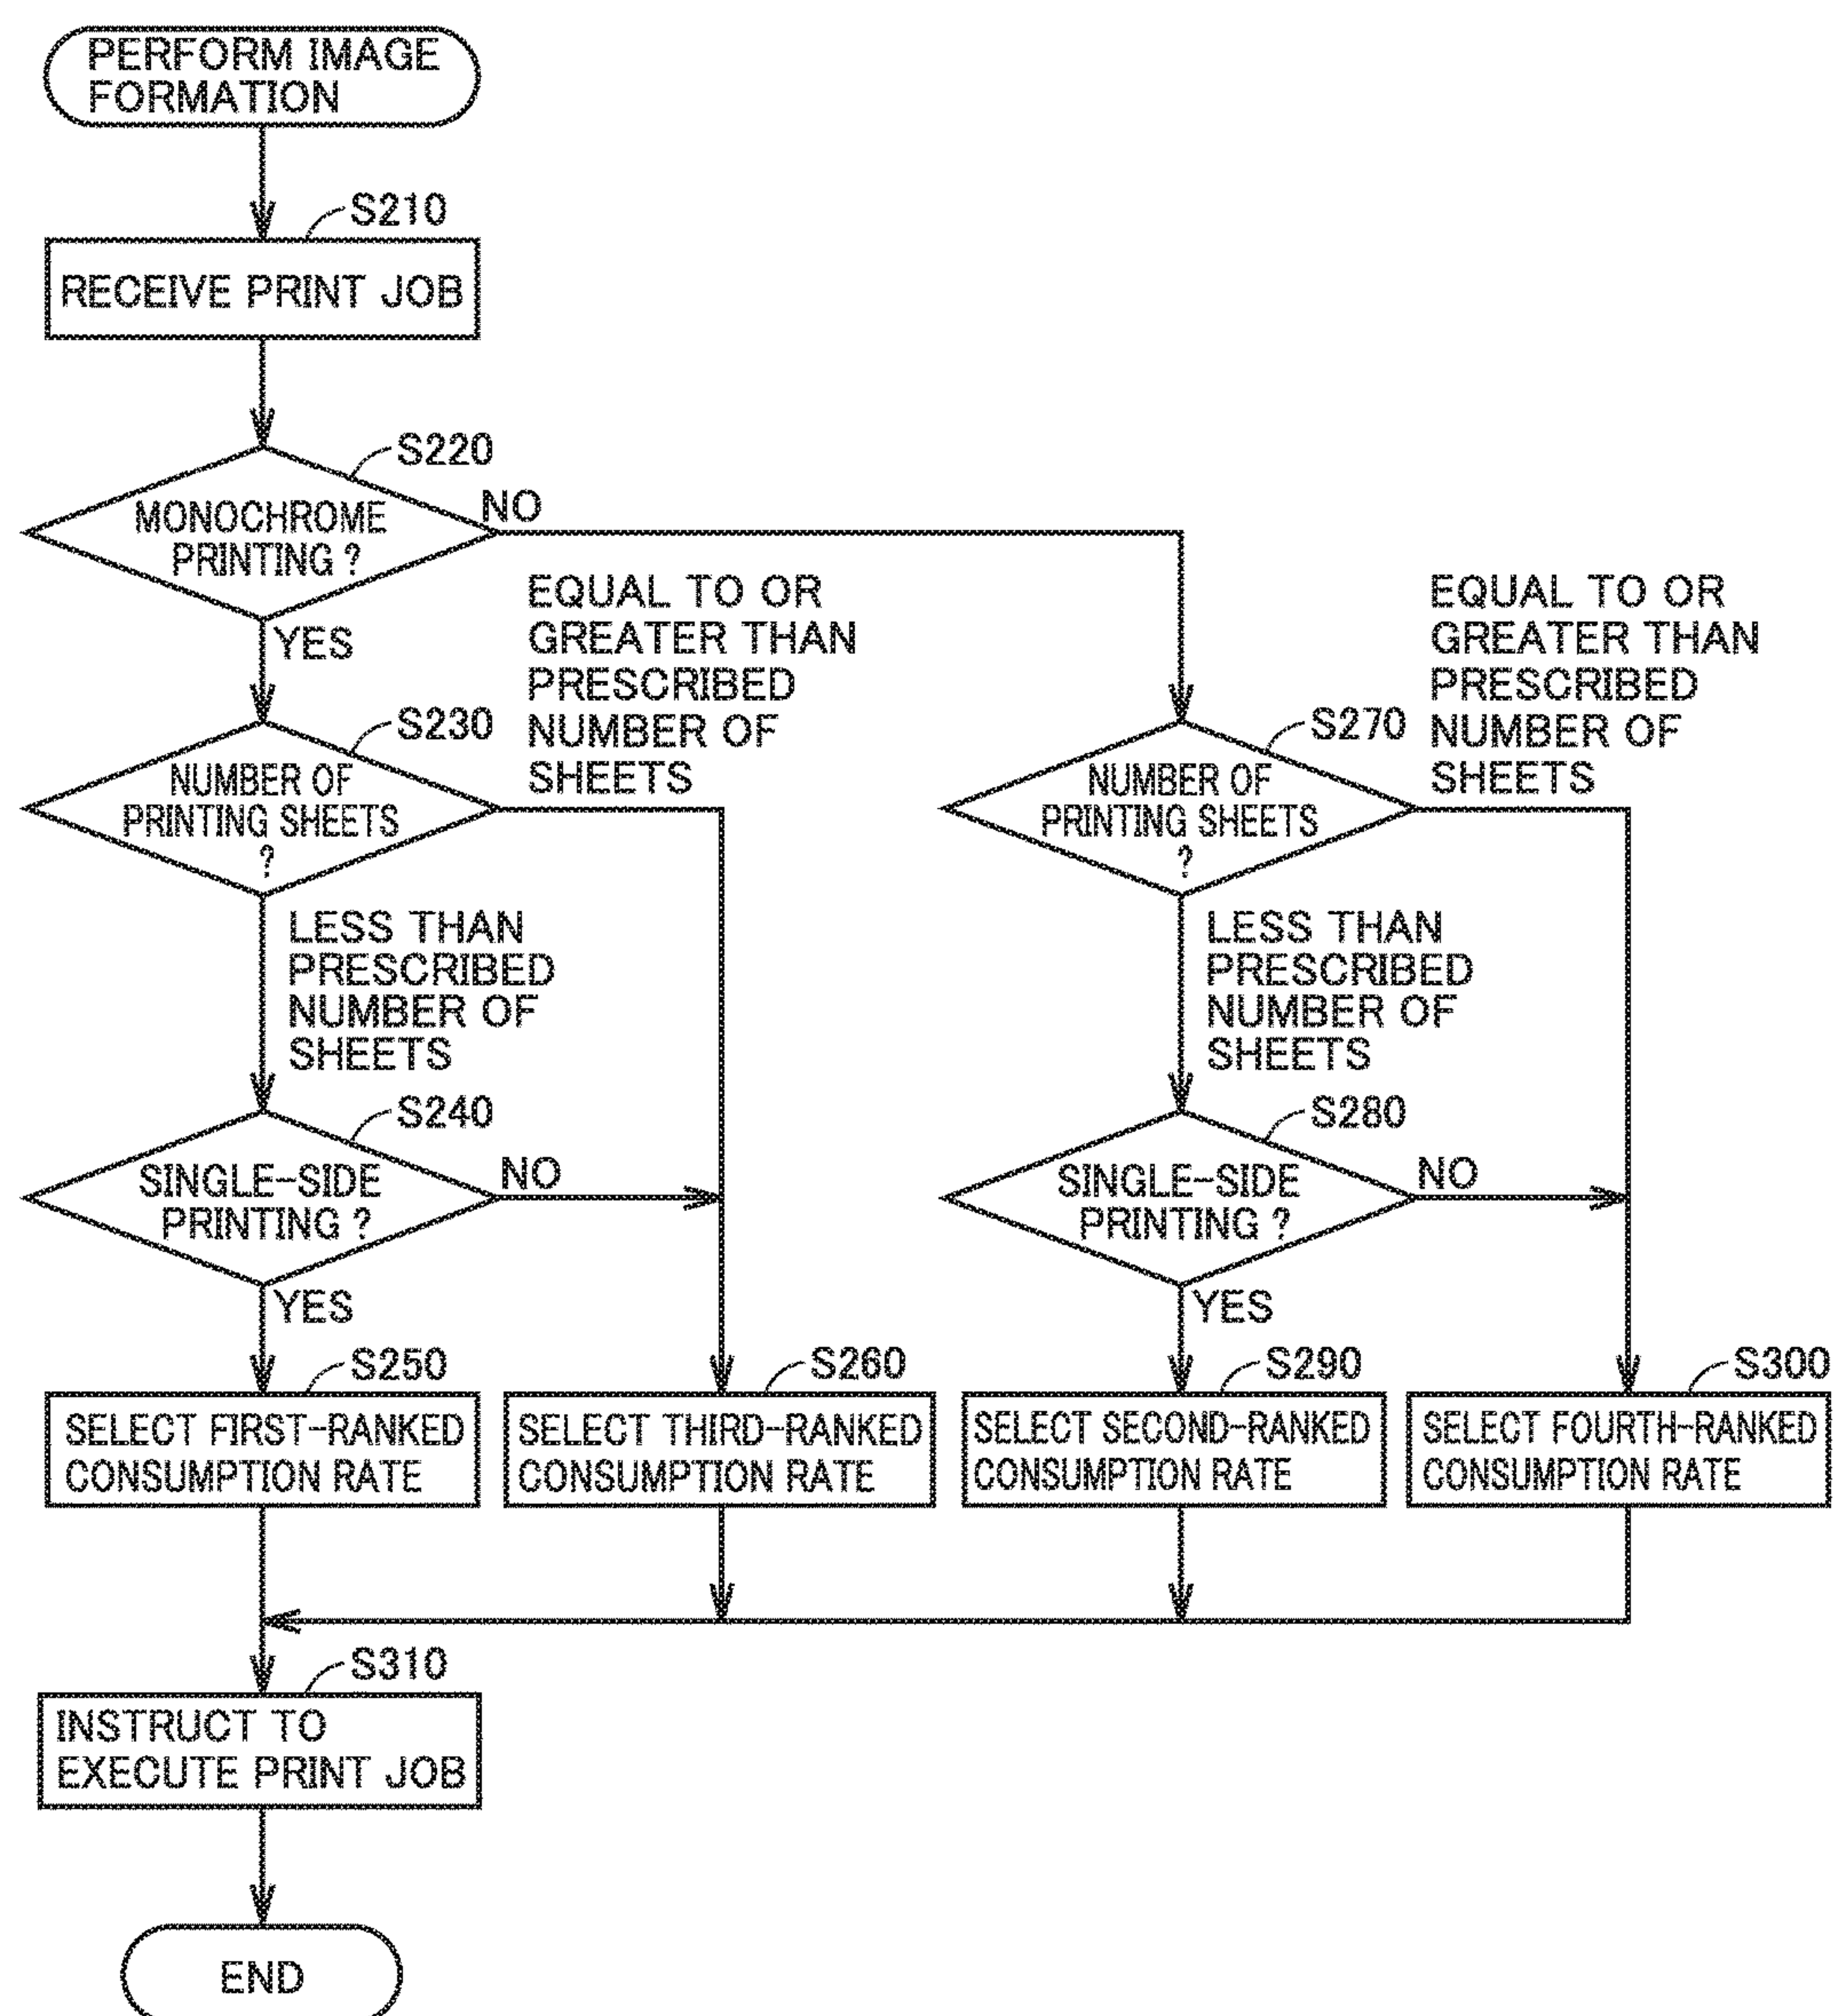 PERFORM IMAGE
FORMATION
S210
RECEIVE PRINT JOB
S220
MONOCHROME
PRINTING ?
NO
YES
EQUAL TO OR
GREATER THAN
PRESCRIBED
NUMBER OF
SHEETS
EQUAL TO OR
GREATER THAN
PRESCRIBED
NUMBER OF
SHEETS
S230
NUMBER OF
PRINTING SHEETS
?
S270
NUMBER OF
PRINTING SHEETS
?
LESS THAN
PRESCRIBED
NUMBER OF
SHEETS
LESS THAN
PRESCRIBED
NUMBER OF
SHEETS
S240
SINGLE-SIDE
PRINTING ?
NO
YES
S280
SINGLE-SIDE
PRINTING ?
NO
YES
S250
SELECT FIRST-RANKED
CONSUMPTION RATE
S260
SELECT THIRD-RANKED
CONSUMPTION RATE
S290
SELECT SECOND-RANKED
CONSUMPTION RATE
S300
SELECT FOURTH-RANKED
CONSUMPTION RATE
S310
INSTRUCT TO
EXECUTE PRINT JOB
END